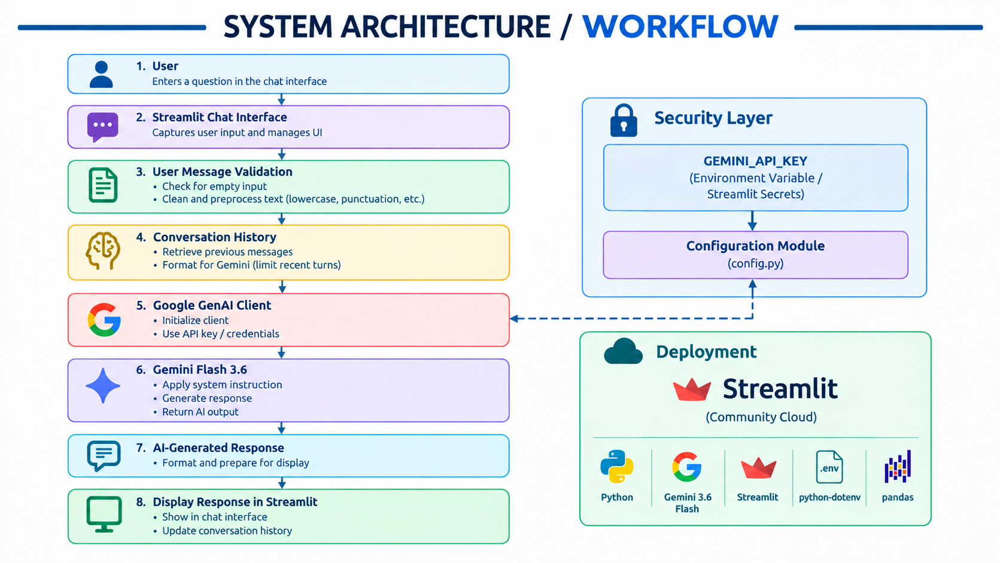 SYSTEM ARCHITECTURE / WORKFLOW
1. User
Enters a question in the chat interface
2. Streamlit Chat Interface
Captures user input and manages UI
3. User Message Validation
• Check for empty input
• Clean and preprocess text (lowercase, punctuation, etc.)
4. Conversation History
• Retrieve previous messages
• Format for Gemini (limit recent turns)
5. Google GenAI Client
• Initialize client
• Use API key / credentials
6. Gemini Flash 3.6
• Apply system instruction
• Generate response
• Return AI output
7. AI-Generated Response
• Format and prepare for display
8. Display Response in Streamlit
• Show in chat interface
• Update conversation history
Security Layer
GEMINI_API_KEY
(Environment Variable /
Streamlit Secrets)
Configuration Module
(config.py)
Deployment
Streamlit
(Community Cloud)
Python
Gemini 3.6
Flash
Streamlit
.env
python-dotenv
pandas